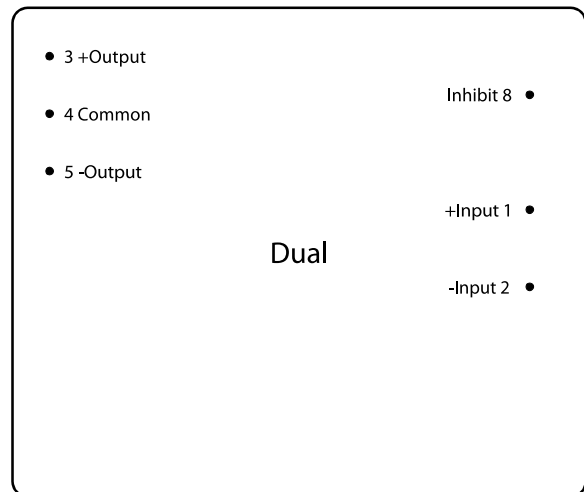 3 +Output
4 Common
5 -Output
Inhibit 8
+Input 1
-Input 2
Dual